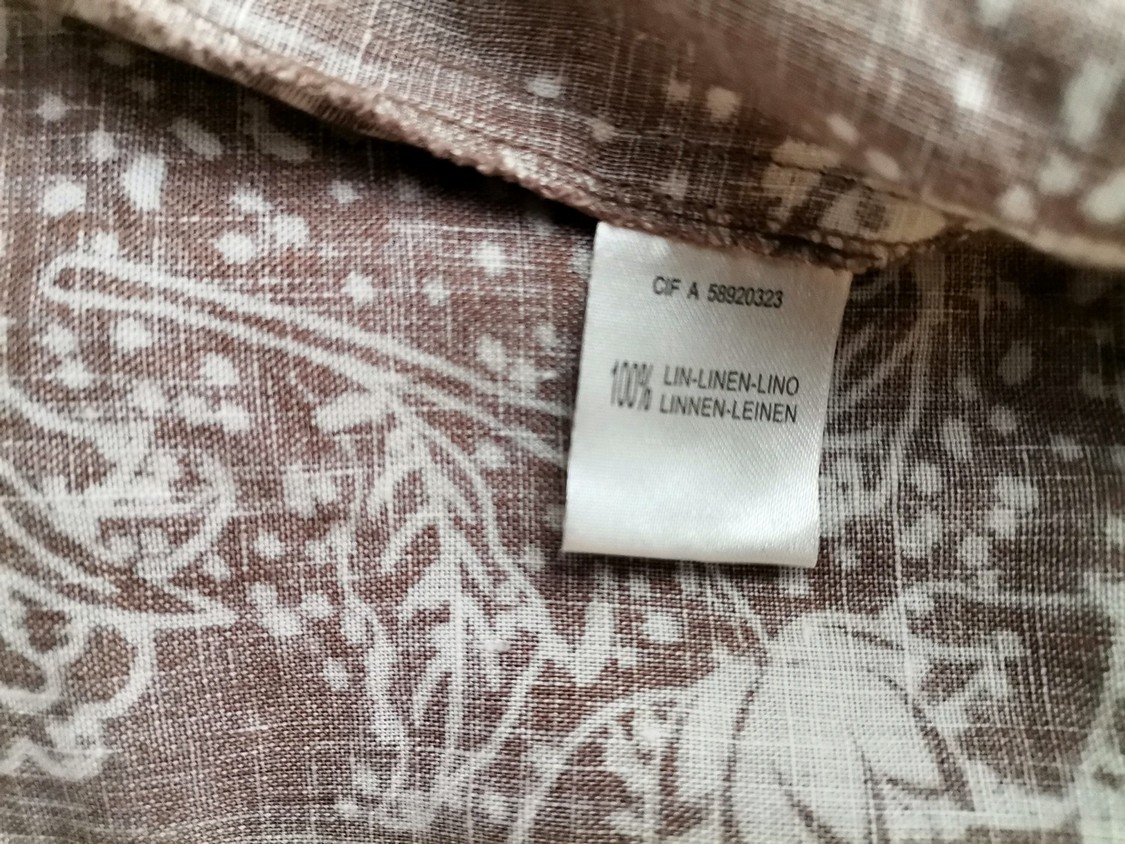 CIF A 58920323
100% LIN-LINEN-LINO
LINNEN-LEINEN